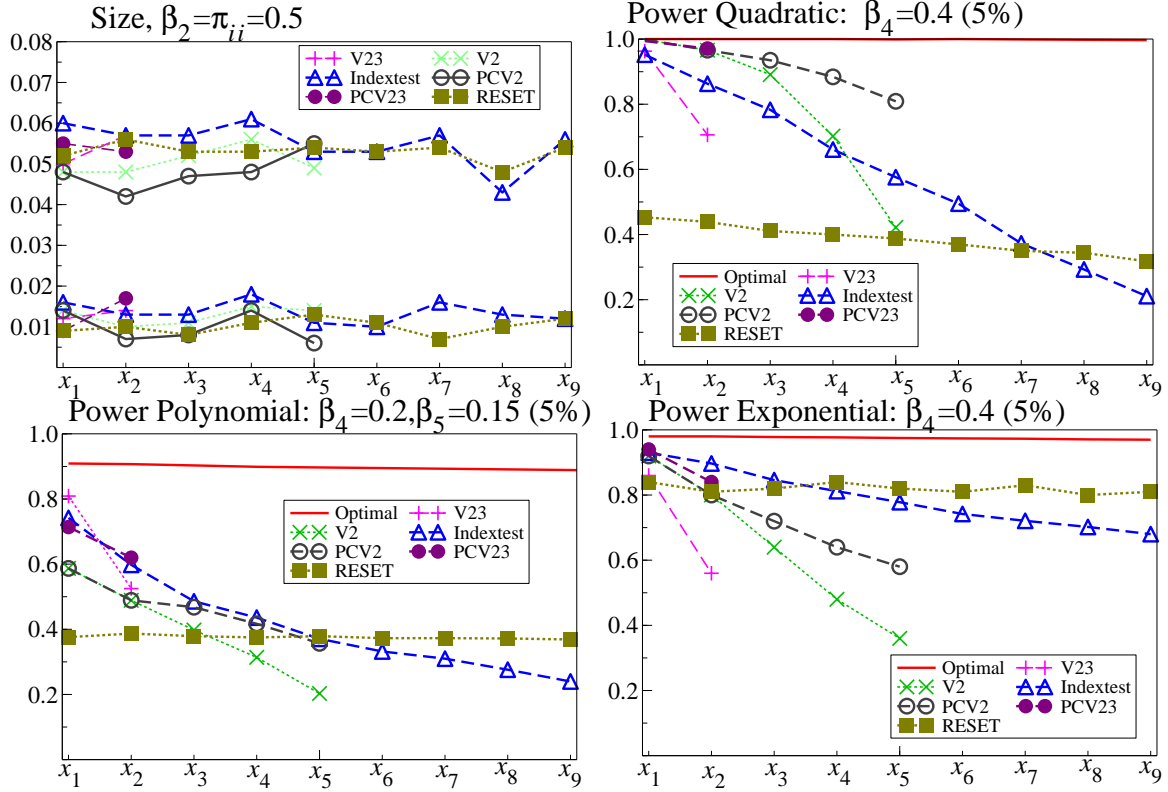 Size, β2=πii=0.5
0.08
0.07
0.06
0.05
0.04
0.03
0.02
0.01
V23
V2
Indextest
PCV2
PCV23
RESET
x1 x2 x3 x4 x5 x6 x7 x8 x9
Power Quadratic: β4=0.4 (5%)
1.0
0.8
0.6
0.4
0.2
Optimal
V23
V2
Indextest
PCV2
PCV23
RESET
x1 x2 x3 x4 x5 x6 x7 x8 x9
Power Polynomial: β4=0.2,β5=0.15 (5%)
1.0
0.8
0.6
0.4
0.2
Optimal
V23
V2
Indextest
PCV2
PCV23
RESET
x1 x2 x3 x4 x5 x6 x7 x8 x9
Power Exponential: β4=0.4 (5%)
1.0
0.8
0.6
0.4
0.2
Optimal
V23
V2
Indextest
PCV2
PCV23
RESET
x1 x2 x3 x4 x5 x6 x7 x8 x9